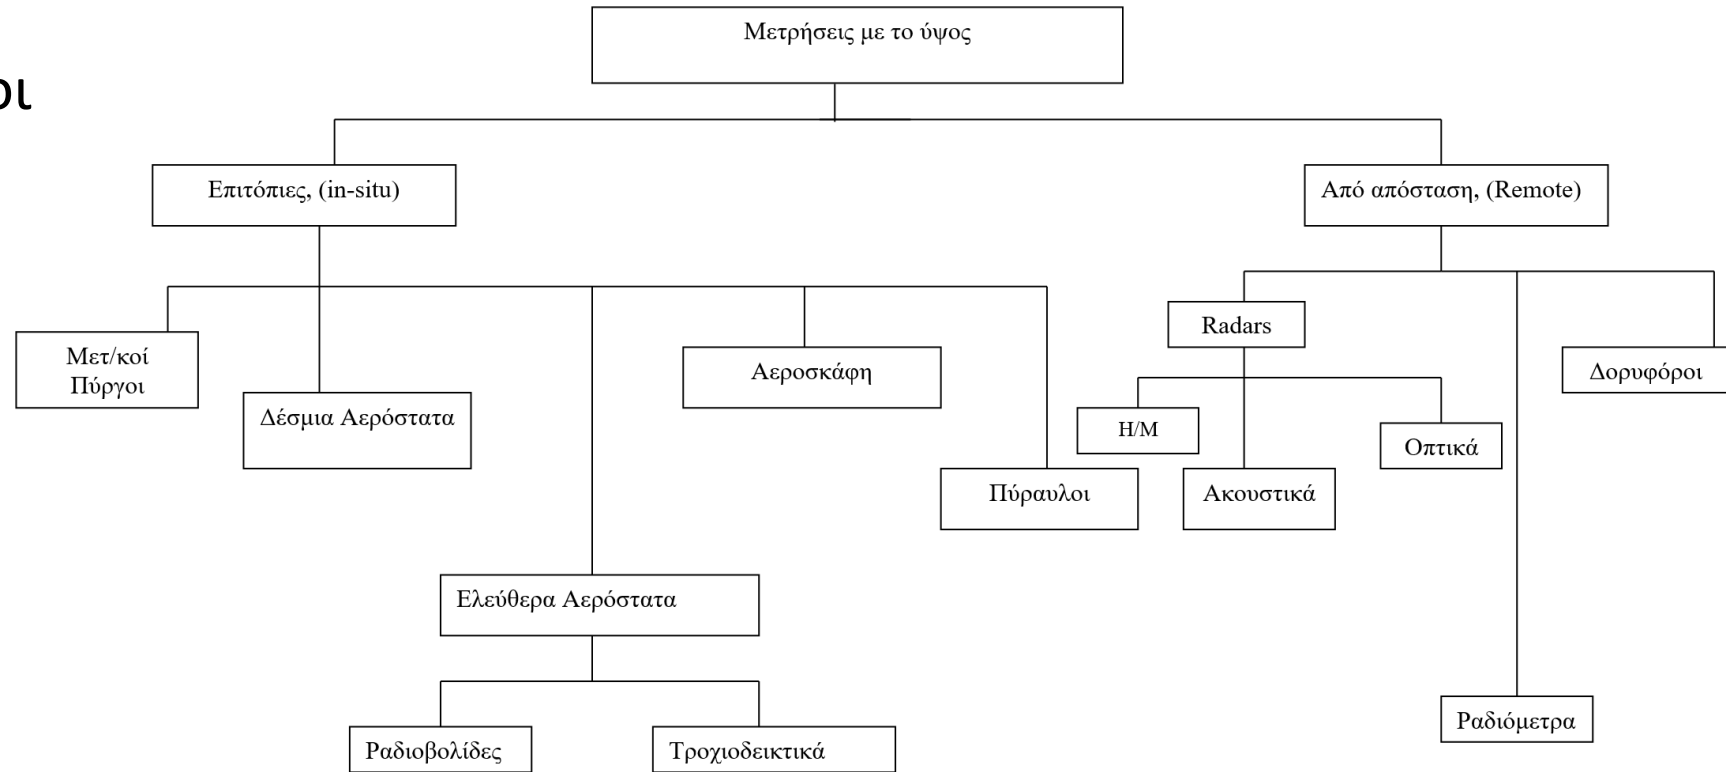 Μετρήσεις με το ύψος
οι
Επιτόπιες, (in-situ)
Από απόσταση, (Remote)
Radars
Μετ/κοί
Πύργοι
Αεροσκάφη
Δορυφόροι
Δέσμια Αερόστατα
Η/Μ
Οπτικά
Πύραυλοι
Ακουστικά
Ελεύθερα Αερόστατα
Ραδιόμετρα
Ραδιοβολίδες
Τροχιοδεικτικά